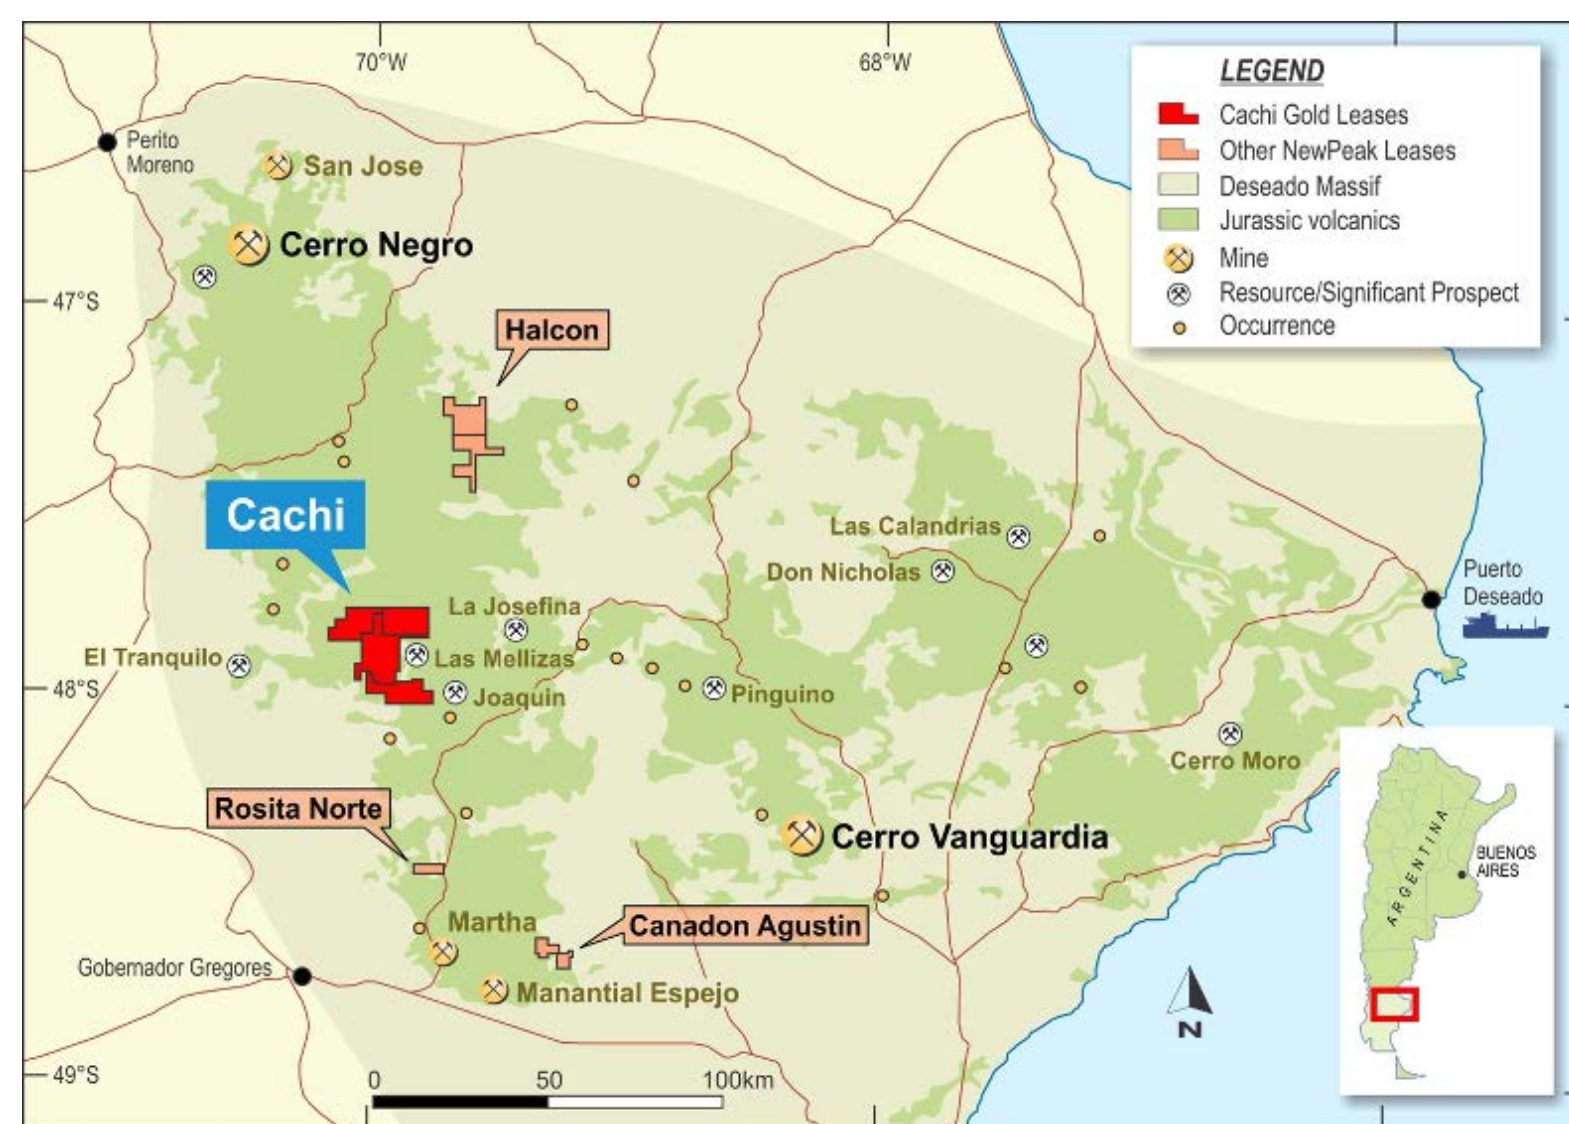 70°W
68°W
LEGEND
Cachi Gold Leases
Other NewPeak Leases
Deseado Massif
Jurassic volcanics
Mine
Resource/Significant Prospect
Occurrence
Perito
Moreno
San Jose
Cerro Negro
47°S
Halcon
Cachi
Las Calandrias
Don Nicholas
Puerto
Deseado
La Josefina
El Tranquilo
Las Mellizas
48°S
Joaquin
Pinguino
Cerro Moro
Rosita Norte
Cerro Vanguardia
ARGENTINA
BUENOS
AIRES
Martha
Canadon Agustin
Gobernador Gregores
Manantial Espejo
N
49°S
0 50 100km